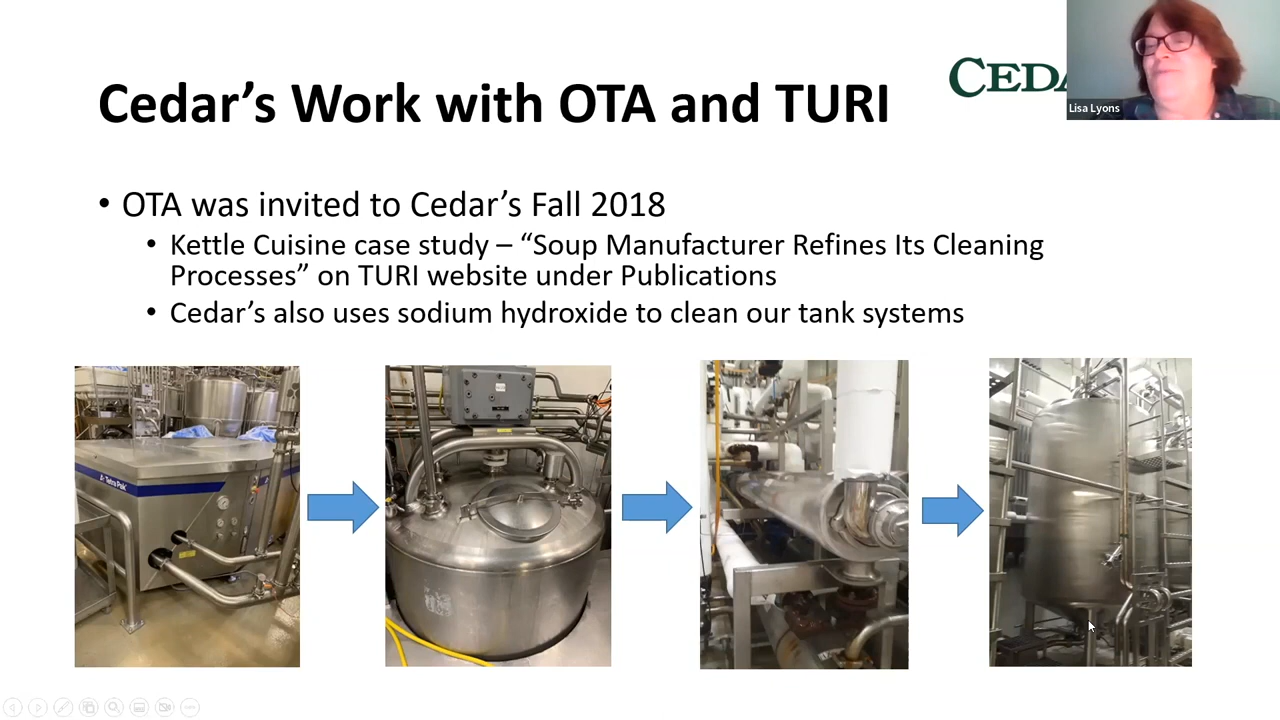 CEDA
Lisa Lyons
Cedar’s Work with OTA and TURI
• OTA was invited to Cedar’s Fall 2018
• Kettle Cuisine case study – “Soup Manufacturer Refines Its Cleaning
Processes” on TURI website under Publications
• Cedar’s also uses sodium hydroxide to clean our tank systems
Tetra Pak